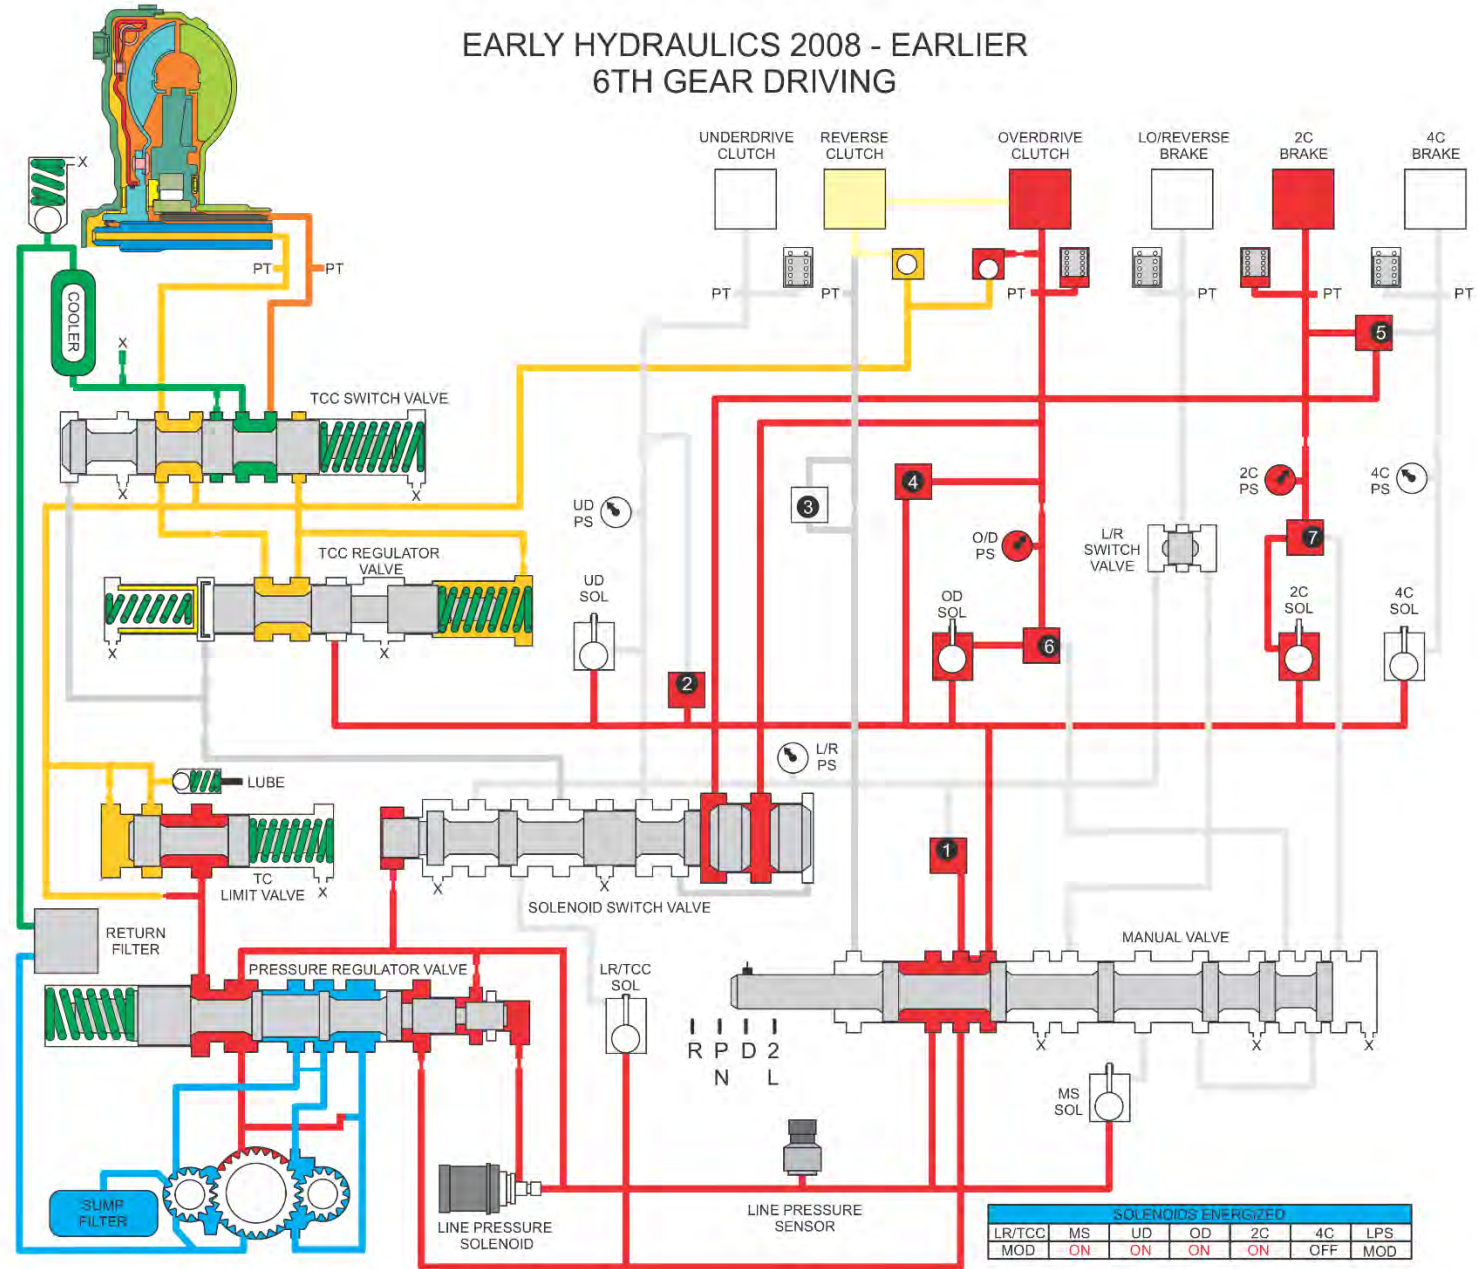 EARLY HYDRAULICS 2008 - EARLIER
6TH GEAR DRIVING
UNDERDRIVE
CLUTCH
REVERSE
CLUTCH
OVERDRIVE
CLUTCH
LO/REVERSE
BRAKE
2C
BRAKE
4C
BRAKE
X
PT
PT
COOLER
X
PT
PT
PT
PT
PT
PT
5
TCC SWITCH VALVE
X
X
4
3
UD
PS
2C
PS
4C
PS
O/D
PS
7
L/R
SWITCH
VALVE
TCC REGULATOR
VALVE
X
X
UD
SOL
OD
SOL
2C
SOL
4C
SOL
6
2
L/R
PS
LUBE
TC
LIMIT VALVE
X
X
X
SOLENOID SWITCH VALVE
1
RETURN
FILTER
PRESSURE REGULATOR VALVE
LR/TCC
SOL
MANUAL VALVE
X
X
X
R P D 2
N L
MS
SOL
SUMP
FILTER
LINE PRESSURE
SOLENOID
LINE PRESSURE
SENSOR
SOLENOIDS ENERGIZED
LR/TCC MS UD OD 2C 4C LPS
MOD ON ON ON ON OFF MOD